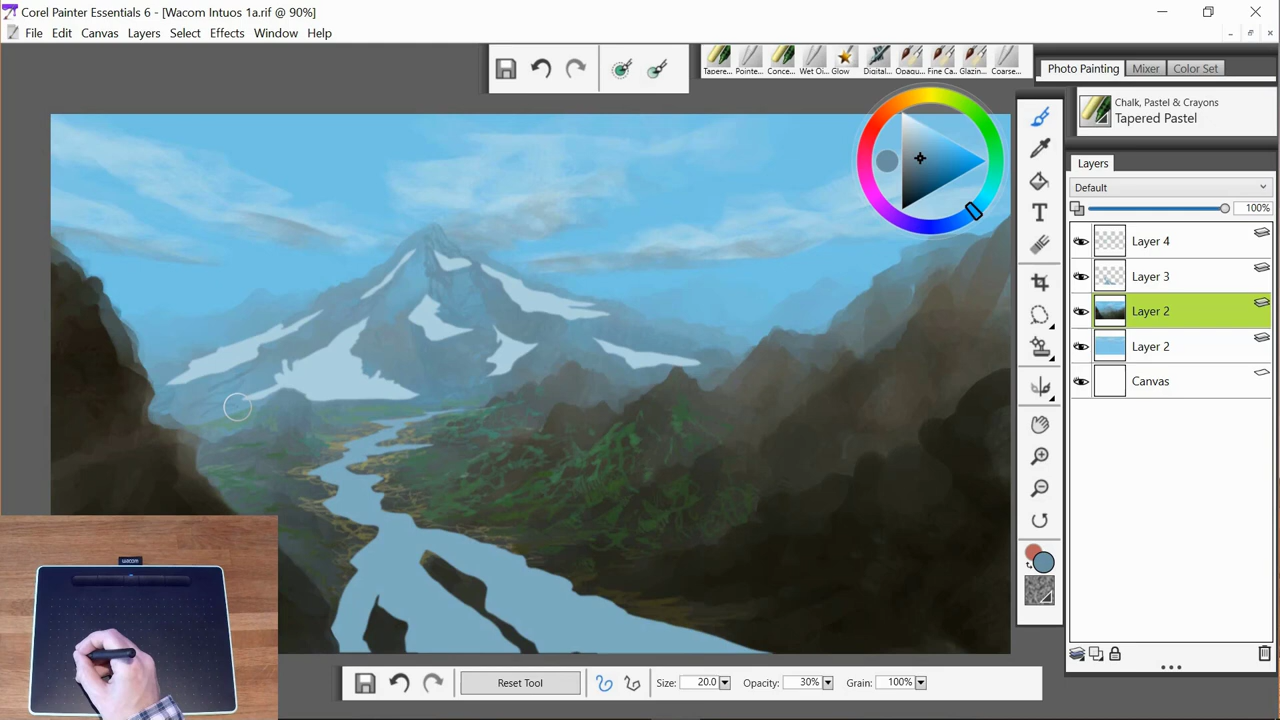 Corel Painter Essentials 6 - [Wacom Intuos 1a.rif @ 90%]
File Edit Canvas Layers Select Effects Window Help
Tapere... Pointe... Conce... Wet Oi... Glow Digital... Opaqu... Fine Ca... Glazin... Coarse...
Photo Painting Mixer Color Set
Chalk, Pastel & Crayons
Tapered Pastel
Layers
Default
100%
Layer 4
Layer 3
Layer 2
Layer 2
Canvas
T
wacom
Reset Tool Size: 20.0 Opacity: 30% Grain: 100%